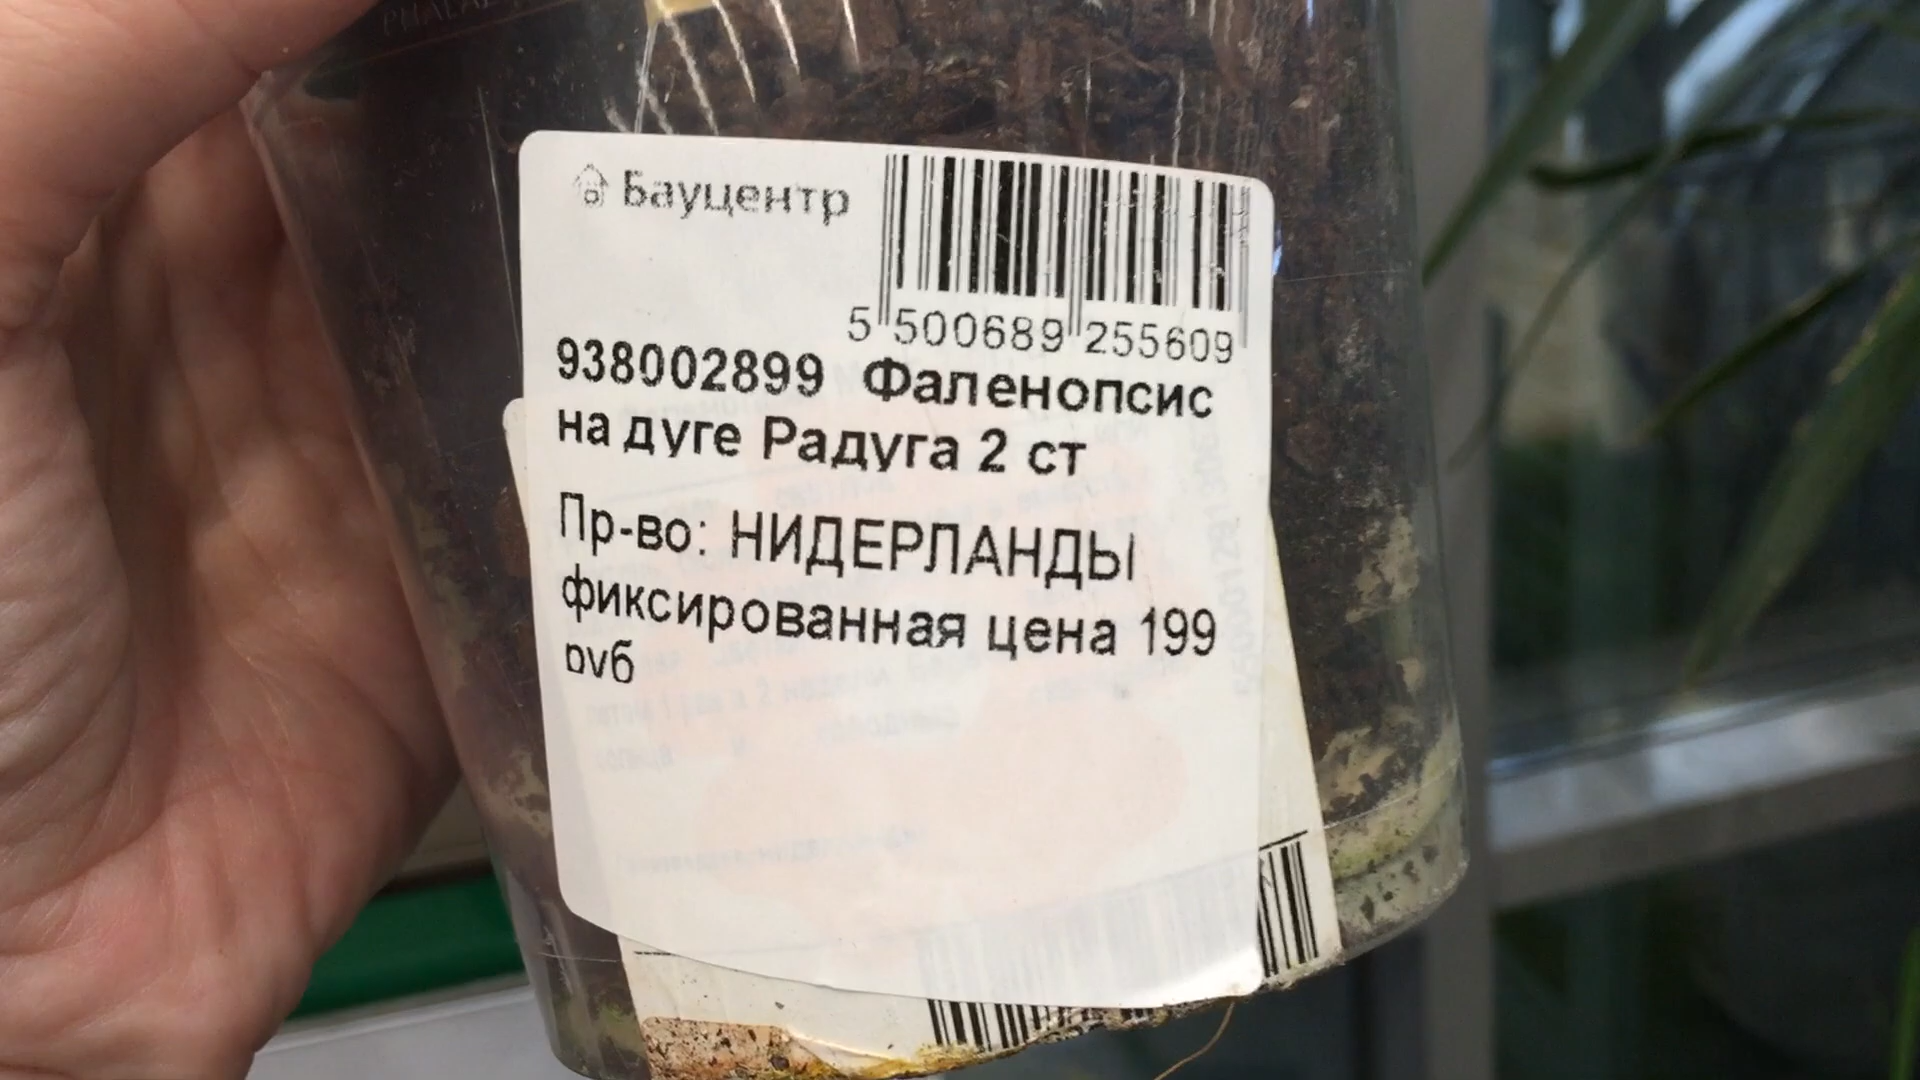 Бауцентр
5 500689 255609
938002899 Фаленопсис
на дуге Радуга 2 ст
Пр-во: НИДЕРЛАНДЫ
фиксированная цена 199
руб